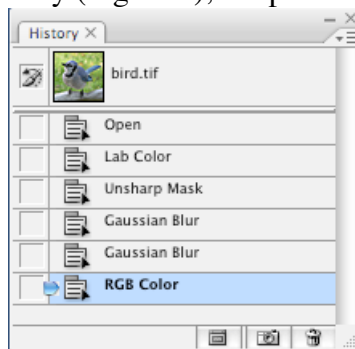 History ×
bird.tif
Open
Lab Color
Unsharp Mask
Gaussian Blur
Gaussian Blur
RGB Color